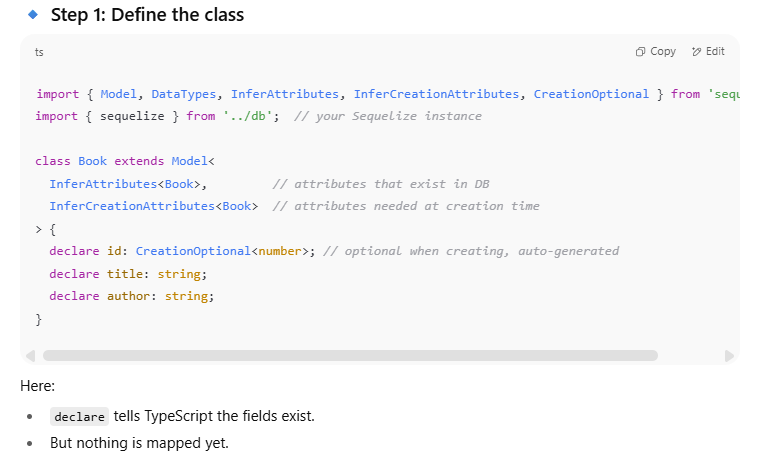 Step 1: Define the class
ts
Copy
Edit
import { Model, DataTypes, InferAttributes, InferCreationAttributes, CreationOptional } from 'sequ
import { sequelize } from '../db';  // your Sequelize instance
class Book extends Model<
  InferAttributes<Book>,          // attributes that exist in DB
  InferCreationAttributes<Book>  // attributes needed at creation time
> {
  declare id: CreationOptional<number>; // optional when creating, auto-generated
  declare title: string;
  declare author: string;
}
Here:
• declare tells TypeScript the fields exist.
• But nothing is mapped yet.